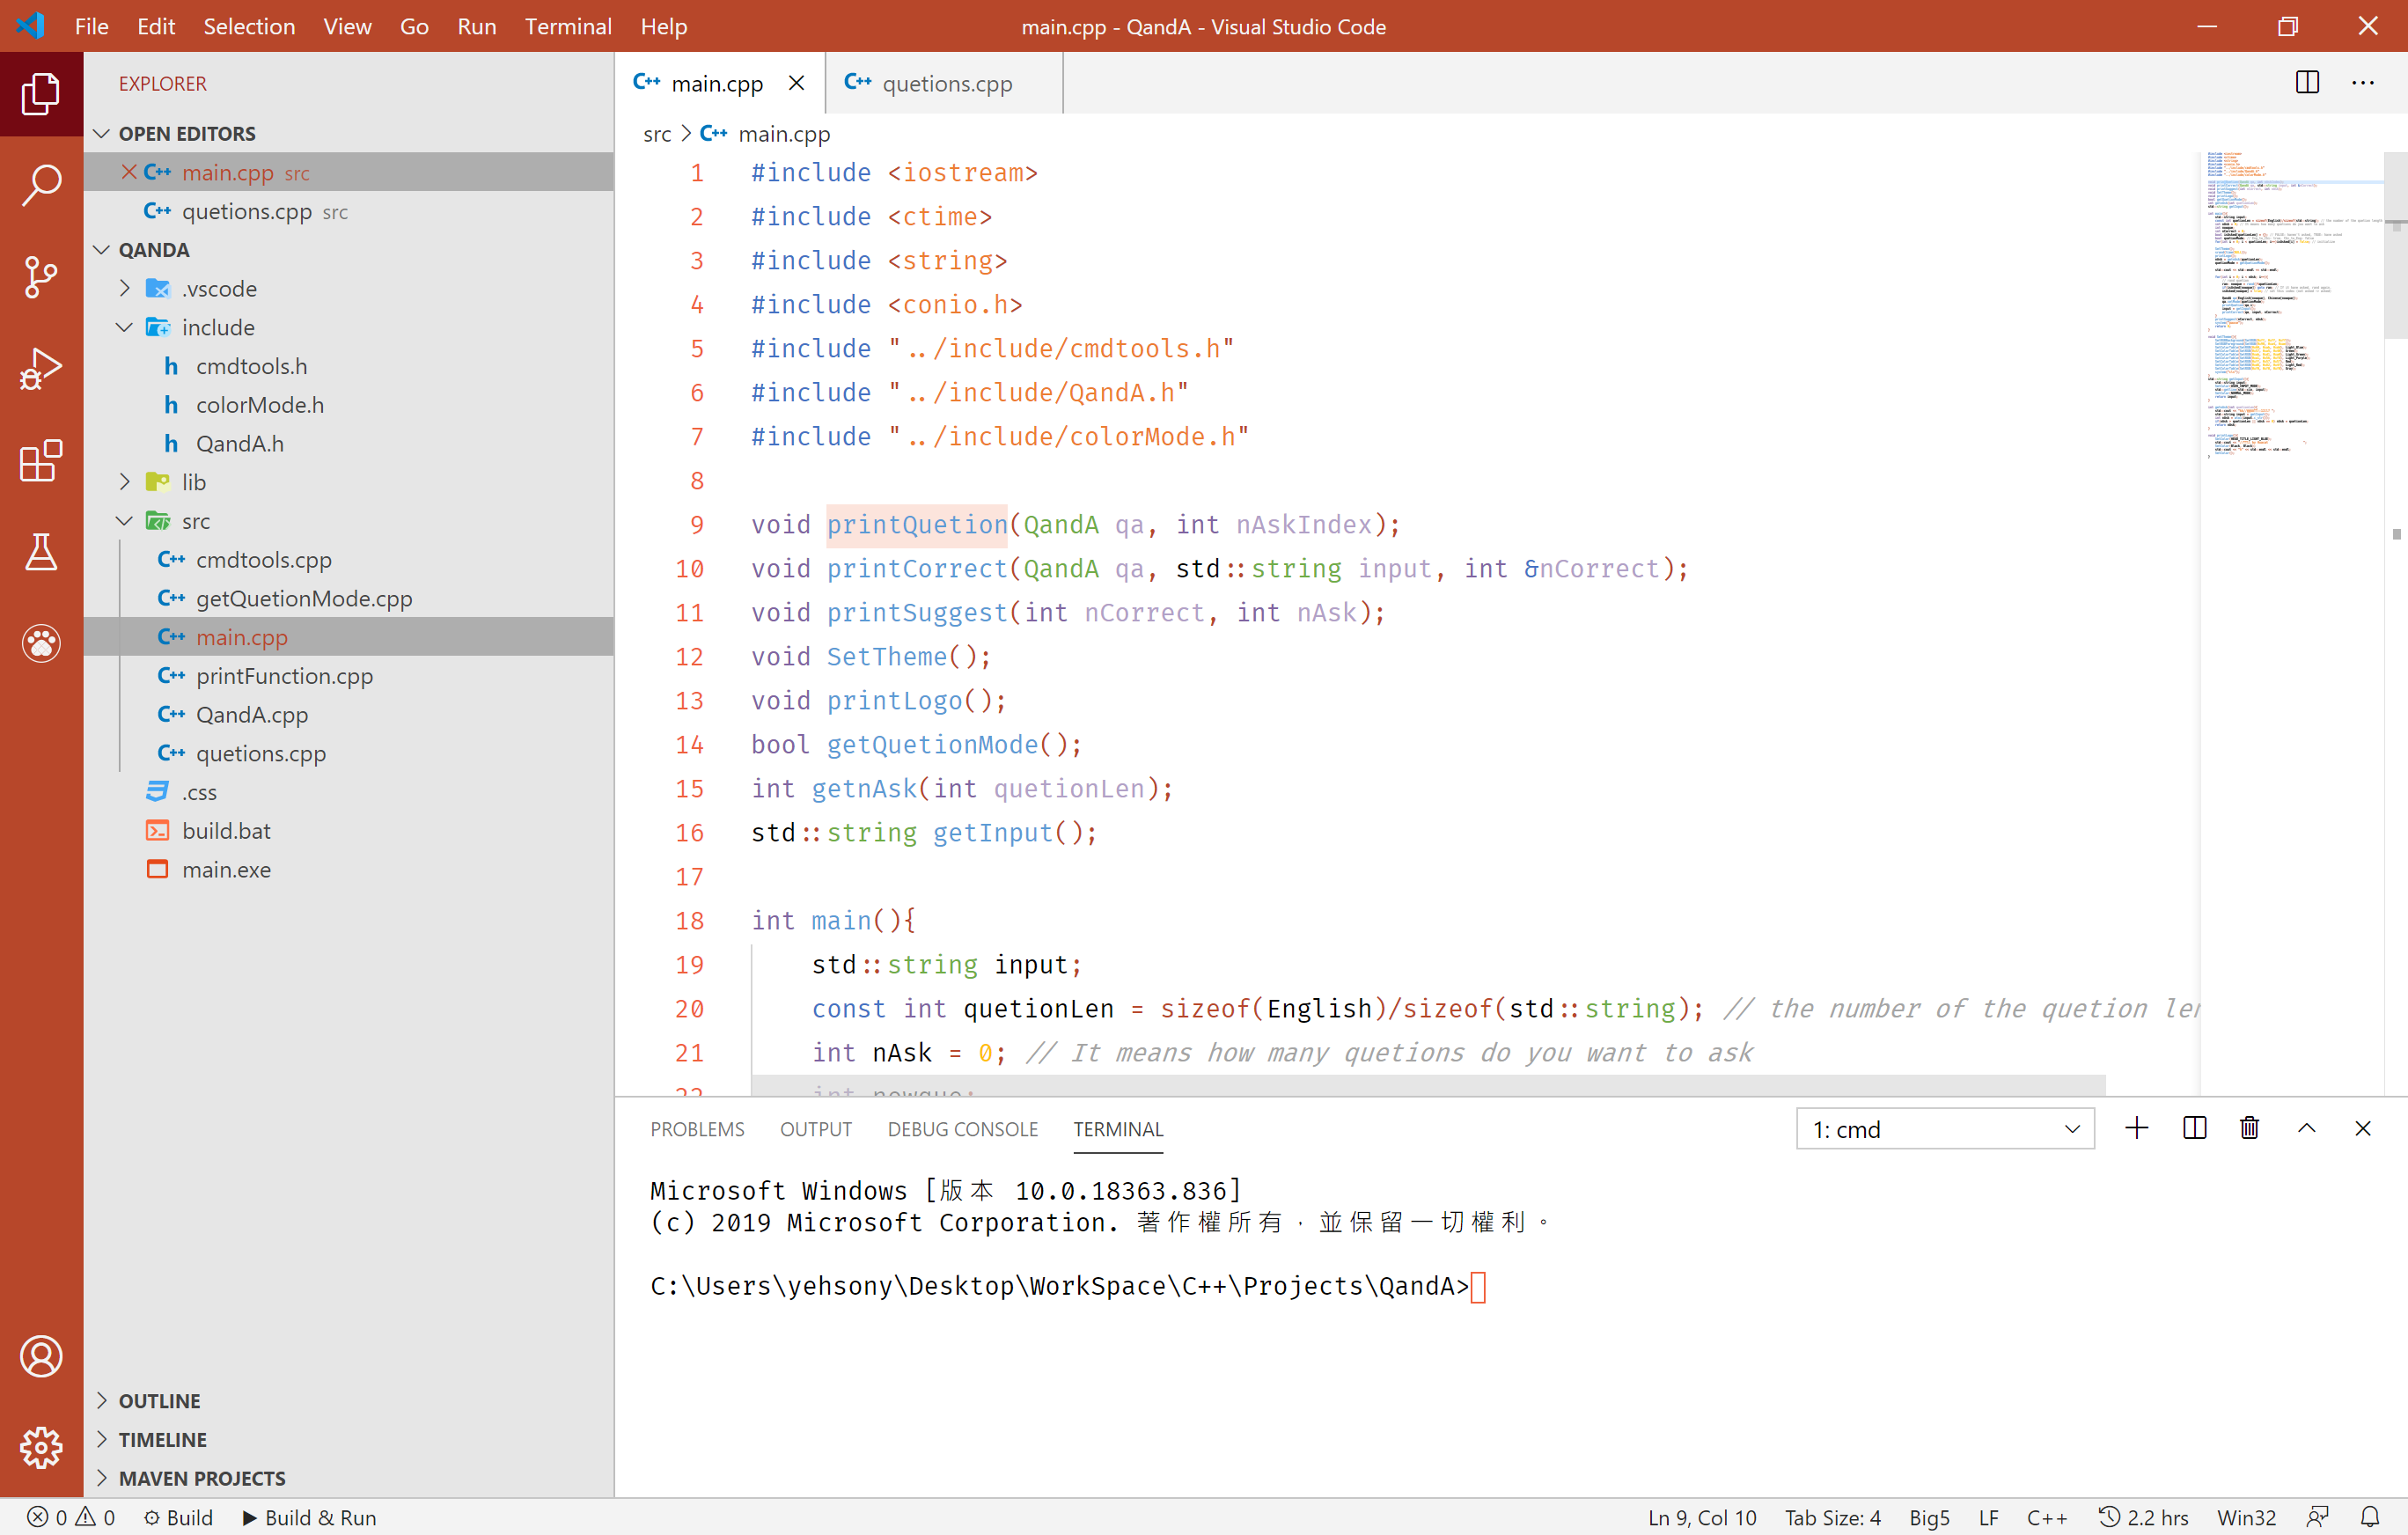 File Edit Selection View Go Run Terminal Help
main.cpp - QandA - Visual Studio Code
EXPLORER
OPEN EDITORS
main.cpp src
quetions.cpp src
QANDA
.vscode
include
cmdtools.h
colorMode.h
QandA.h
lib
src
cmdtools.cpp
getQuetionMode.cpp
main.cpp
printFunction.cpp
QandA.cpp
quetions.cpp
.css
build.bat
main.exe
OUTLINE
TIMELINE
MAVEN PROJECTS
main.cpp quetions.cpp
src > main.cpp
1 #include <iostream>
2 #include <ctime>
3 #include <string>
4 #include <conio.h>
5 #include "../include/cmdtools.h"
6 #include "../include/QandA.h"
7 #include "../include/colorMode.h"
8
9 void printQuetion(QandA qa, int nAskIndex);
10 void printCorrect(QandA qa, std::string input, int &nCorrect);
11 void printSuggest(int nCorrect, int nAsk);
12 void SetTheme();
13 void printLogo();
14 bool getQuetionMode();
15 int getnAsk(int quetionLen);
16 std::string getInput();
17
18 int main(){
19 std::string input;
20 const int quetionLen = sizeof(English)/sizeof(std::string); // the number of the quetion
21 int nAsk = 0; // It means how many quetions do you want to ask
PROBLEMS OUTPUT DEBUG CONSOLE TERMINAL
1: cmd
Microsoft Windows [版本 10.0.18363.836]
(c) 2019 Microsoft Corporation. 著作權所有，並保留一切權利。
C:\Users\yehsony\Desktop\WorkSpace\C++\Projects\QandA>
0 0 Build Build & Run
Ln 9, Col 10 Tab Size: 4 Big5 LF C++ 2.2 hrs Win32